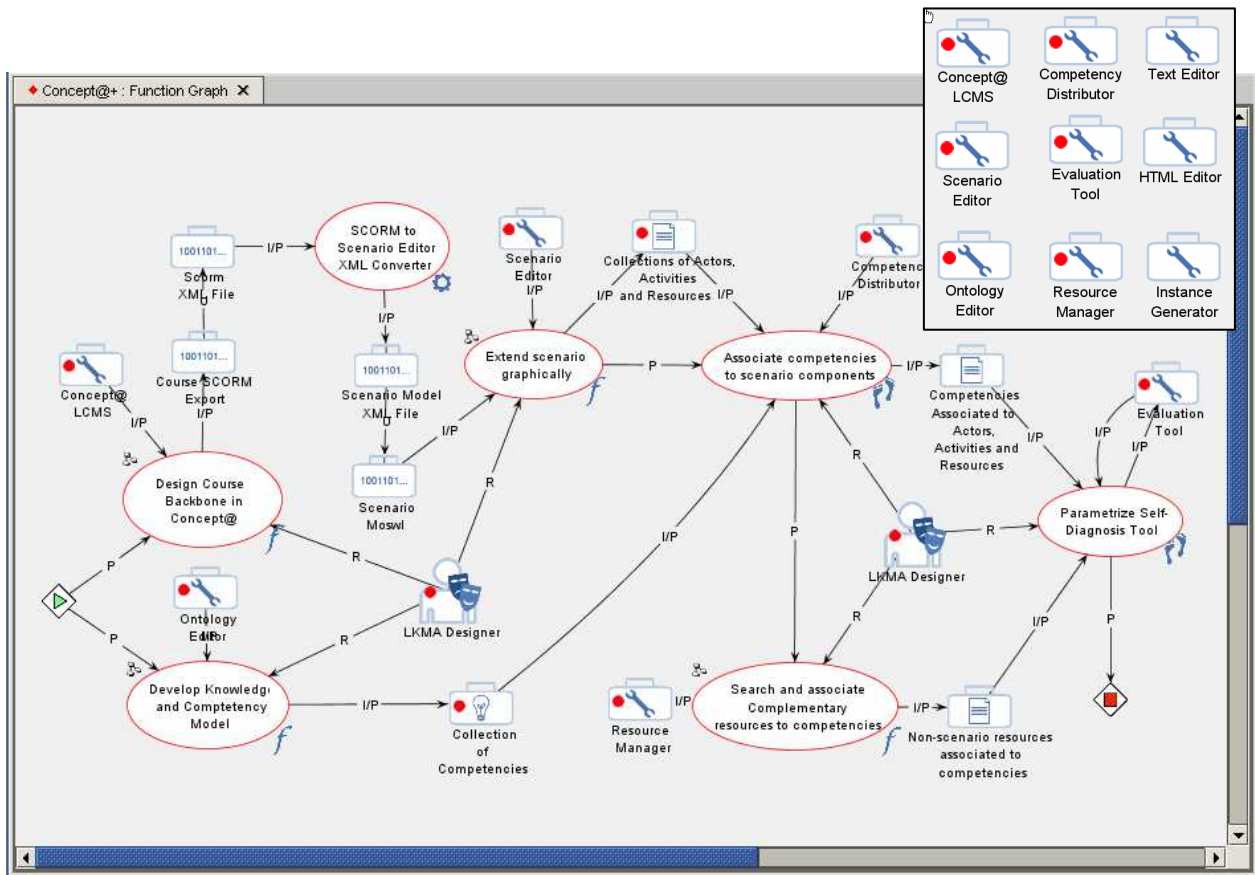 Concept@+ : Function Graph X
Concept@
LCMS
Competency
Distributor
Text Editor
Scenario
Editor
Evaluation
Tool
HTML Editor
Ontology
Editor
Resource
Manager
Instance
Generator
1001101...
Scorm
XML File
I/P
SCORM to
Scenario Editor
XML Converter
I/P
Scenario
Editor
I/P
Collections of Actors,
Activities
and Resources
I/P
I/P
Distributor
I/P
U
1001101...
Course SCORM
Export
I/P
Concept@
LCMS
I/P
1001101...
Scenario Model
XML File
U
1001101...
Scenario
Moswl
I/P
Extend scenario
graphically
P
Associate competencies
to scenario components
I/P
Competencies
Associated to
Actors,
Activities and
Resources
I/P
Evaluation
Tool
I/P
I/P
Design Course
Backbone in
Concept@
P
P
R
R
R
LKMA Designer
Ontology
Editor
I/P
Develop Knowledge
and Comptetency
Model
I/P
Collection
of
Competencies
I/P
P
R
R
R
LKMA Designer
Parametrize Self-
Diagnosis Tool
P
Resource
Manager
I/P
Search and associate
Complementary
resources to competencies
I/P
Non-scenario resources
associated to
competencies
I/P